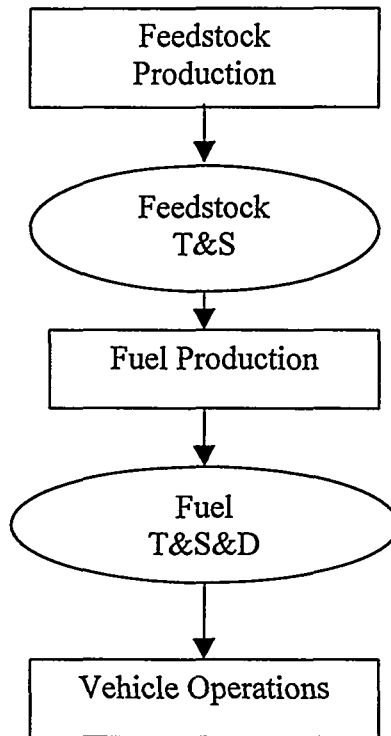 Feedstock
Production
Feedstock
T&S
Fuel Production
Fuel
T&S&D
Vehicle Operations